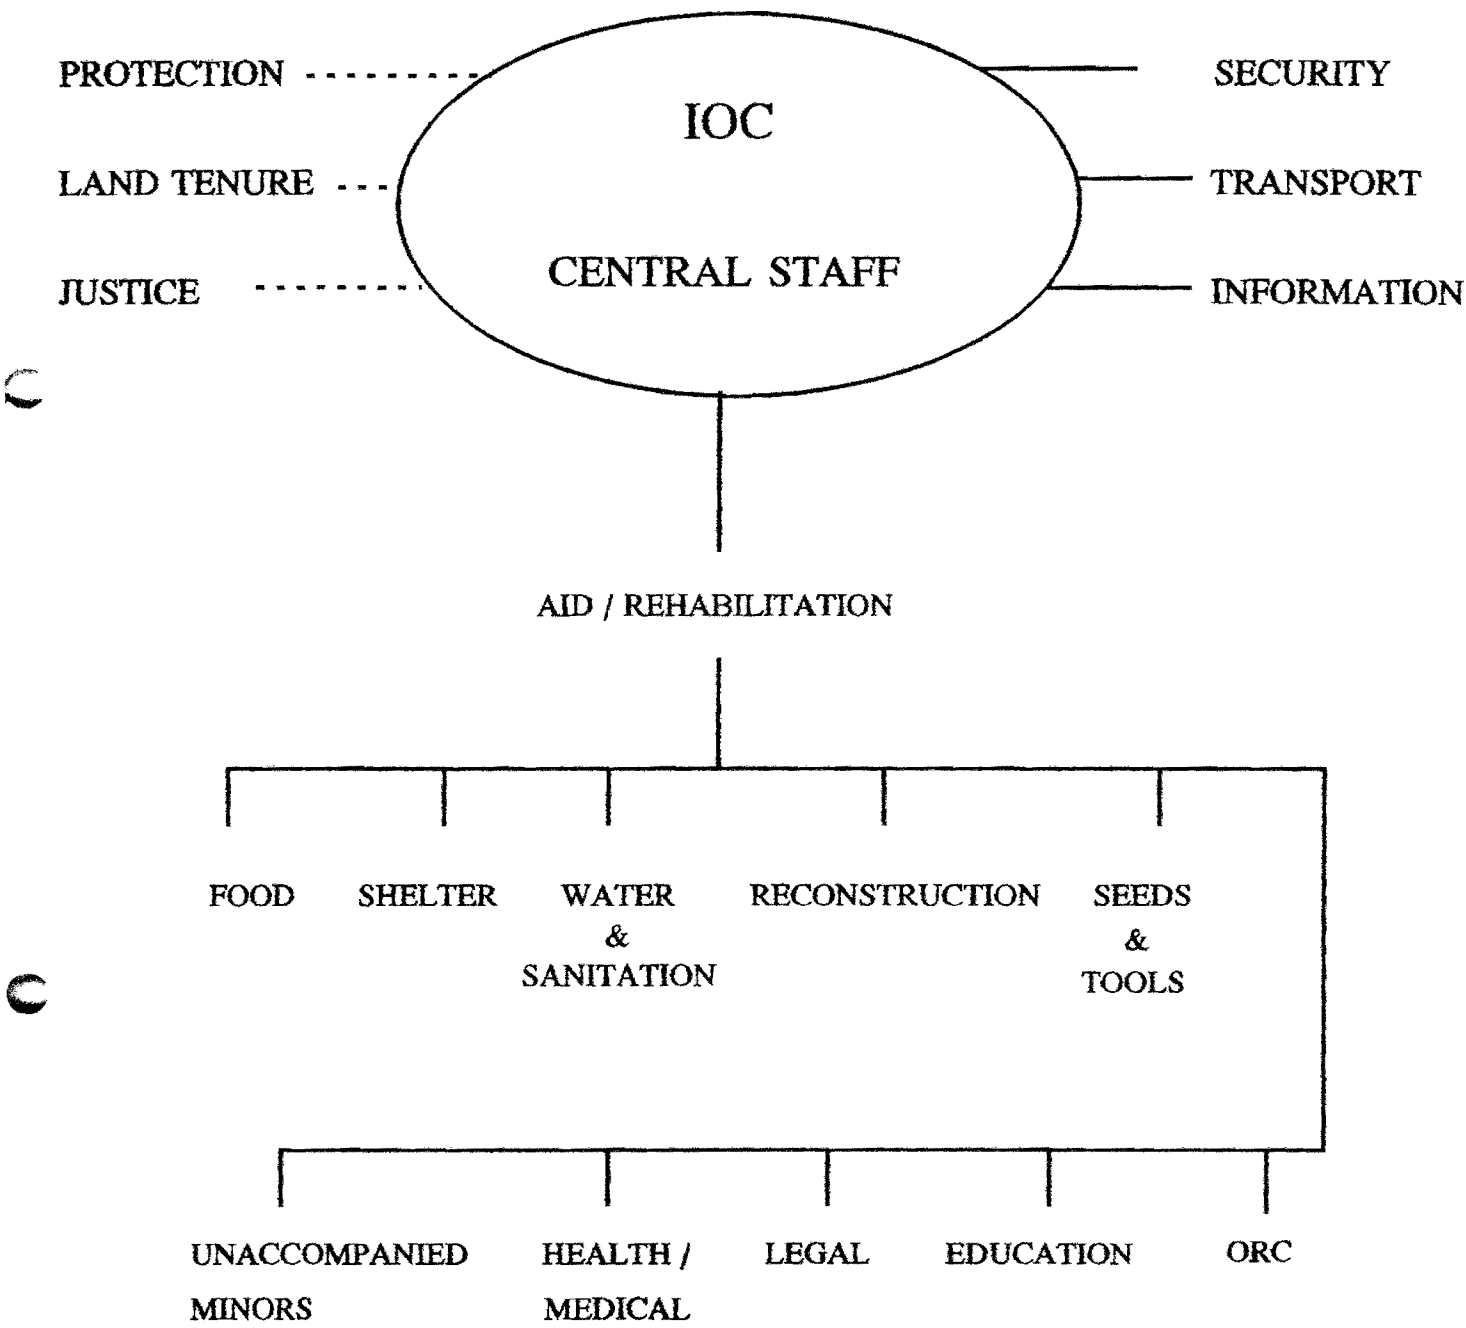 PROTECTION
IOC
SECURITY
LAND TENURE
TRANSPORT
CENTRAL STAFF
JUSTICE
INFORMATION
AID / REHABILITATION
FOOD
SHELTER
WATER
&
SANITATION
RECONSTRUCTION
SEEDS
&
TOOLS
UNACCOMPANIED
MINORS
HEALTH /
MEDICAL
LEGAL
EDUCATION
ORC